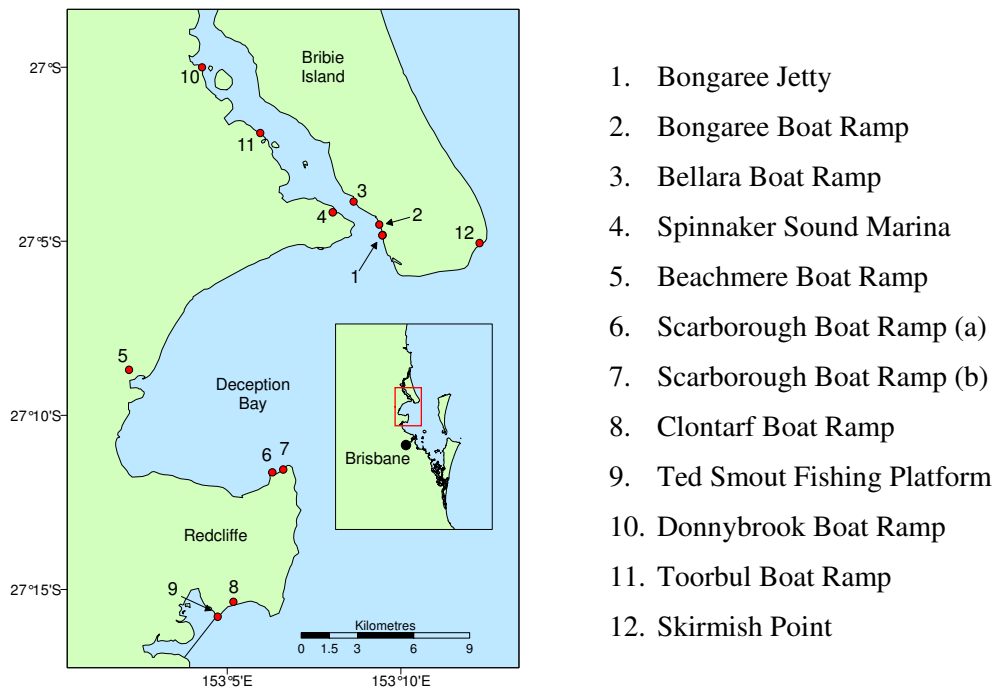 Bribie
Island
27°S
10
11
3
2
4
12
27°5'S
1
5
Deception
Bay
27°10'S
6
7
Brisbane
Redcliffe
27°15'S
9
8
Kilometres
0 1.5 3 6 9
153°5'E
153°10'E
1. Bongaree Jetty
2. Bongaree Boat Ramp
3. Bellara Boat Ramp
4. Spinnaker Sound Marina
5. Beachmere Boat Ramp
6. Scarborough Boat Ramp (a)
7. Scarborough Boat Ramp (b)
8. Clontarf Boat Ramp
9. Ted Smout Fishing Platform
10. Donnybrook Boat Ramp
11. Toorbul Boat Ramp
12. Skirmish Point